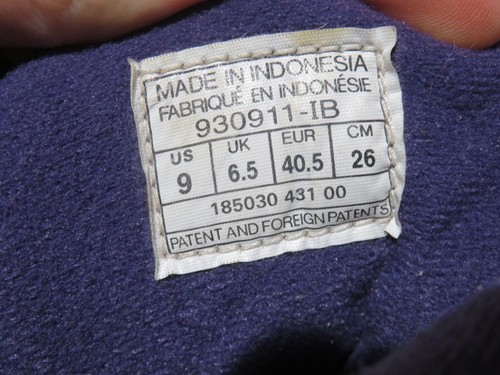 MADE IN INDONESIA
FABRIQUÉ EN INDONÉSIE
930911-IB
US UK EUR CM
9 6.5 40.5 26
185030 431 00
PATENT AND FOREIGN PATENTS